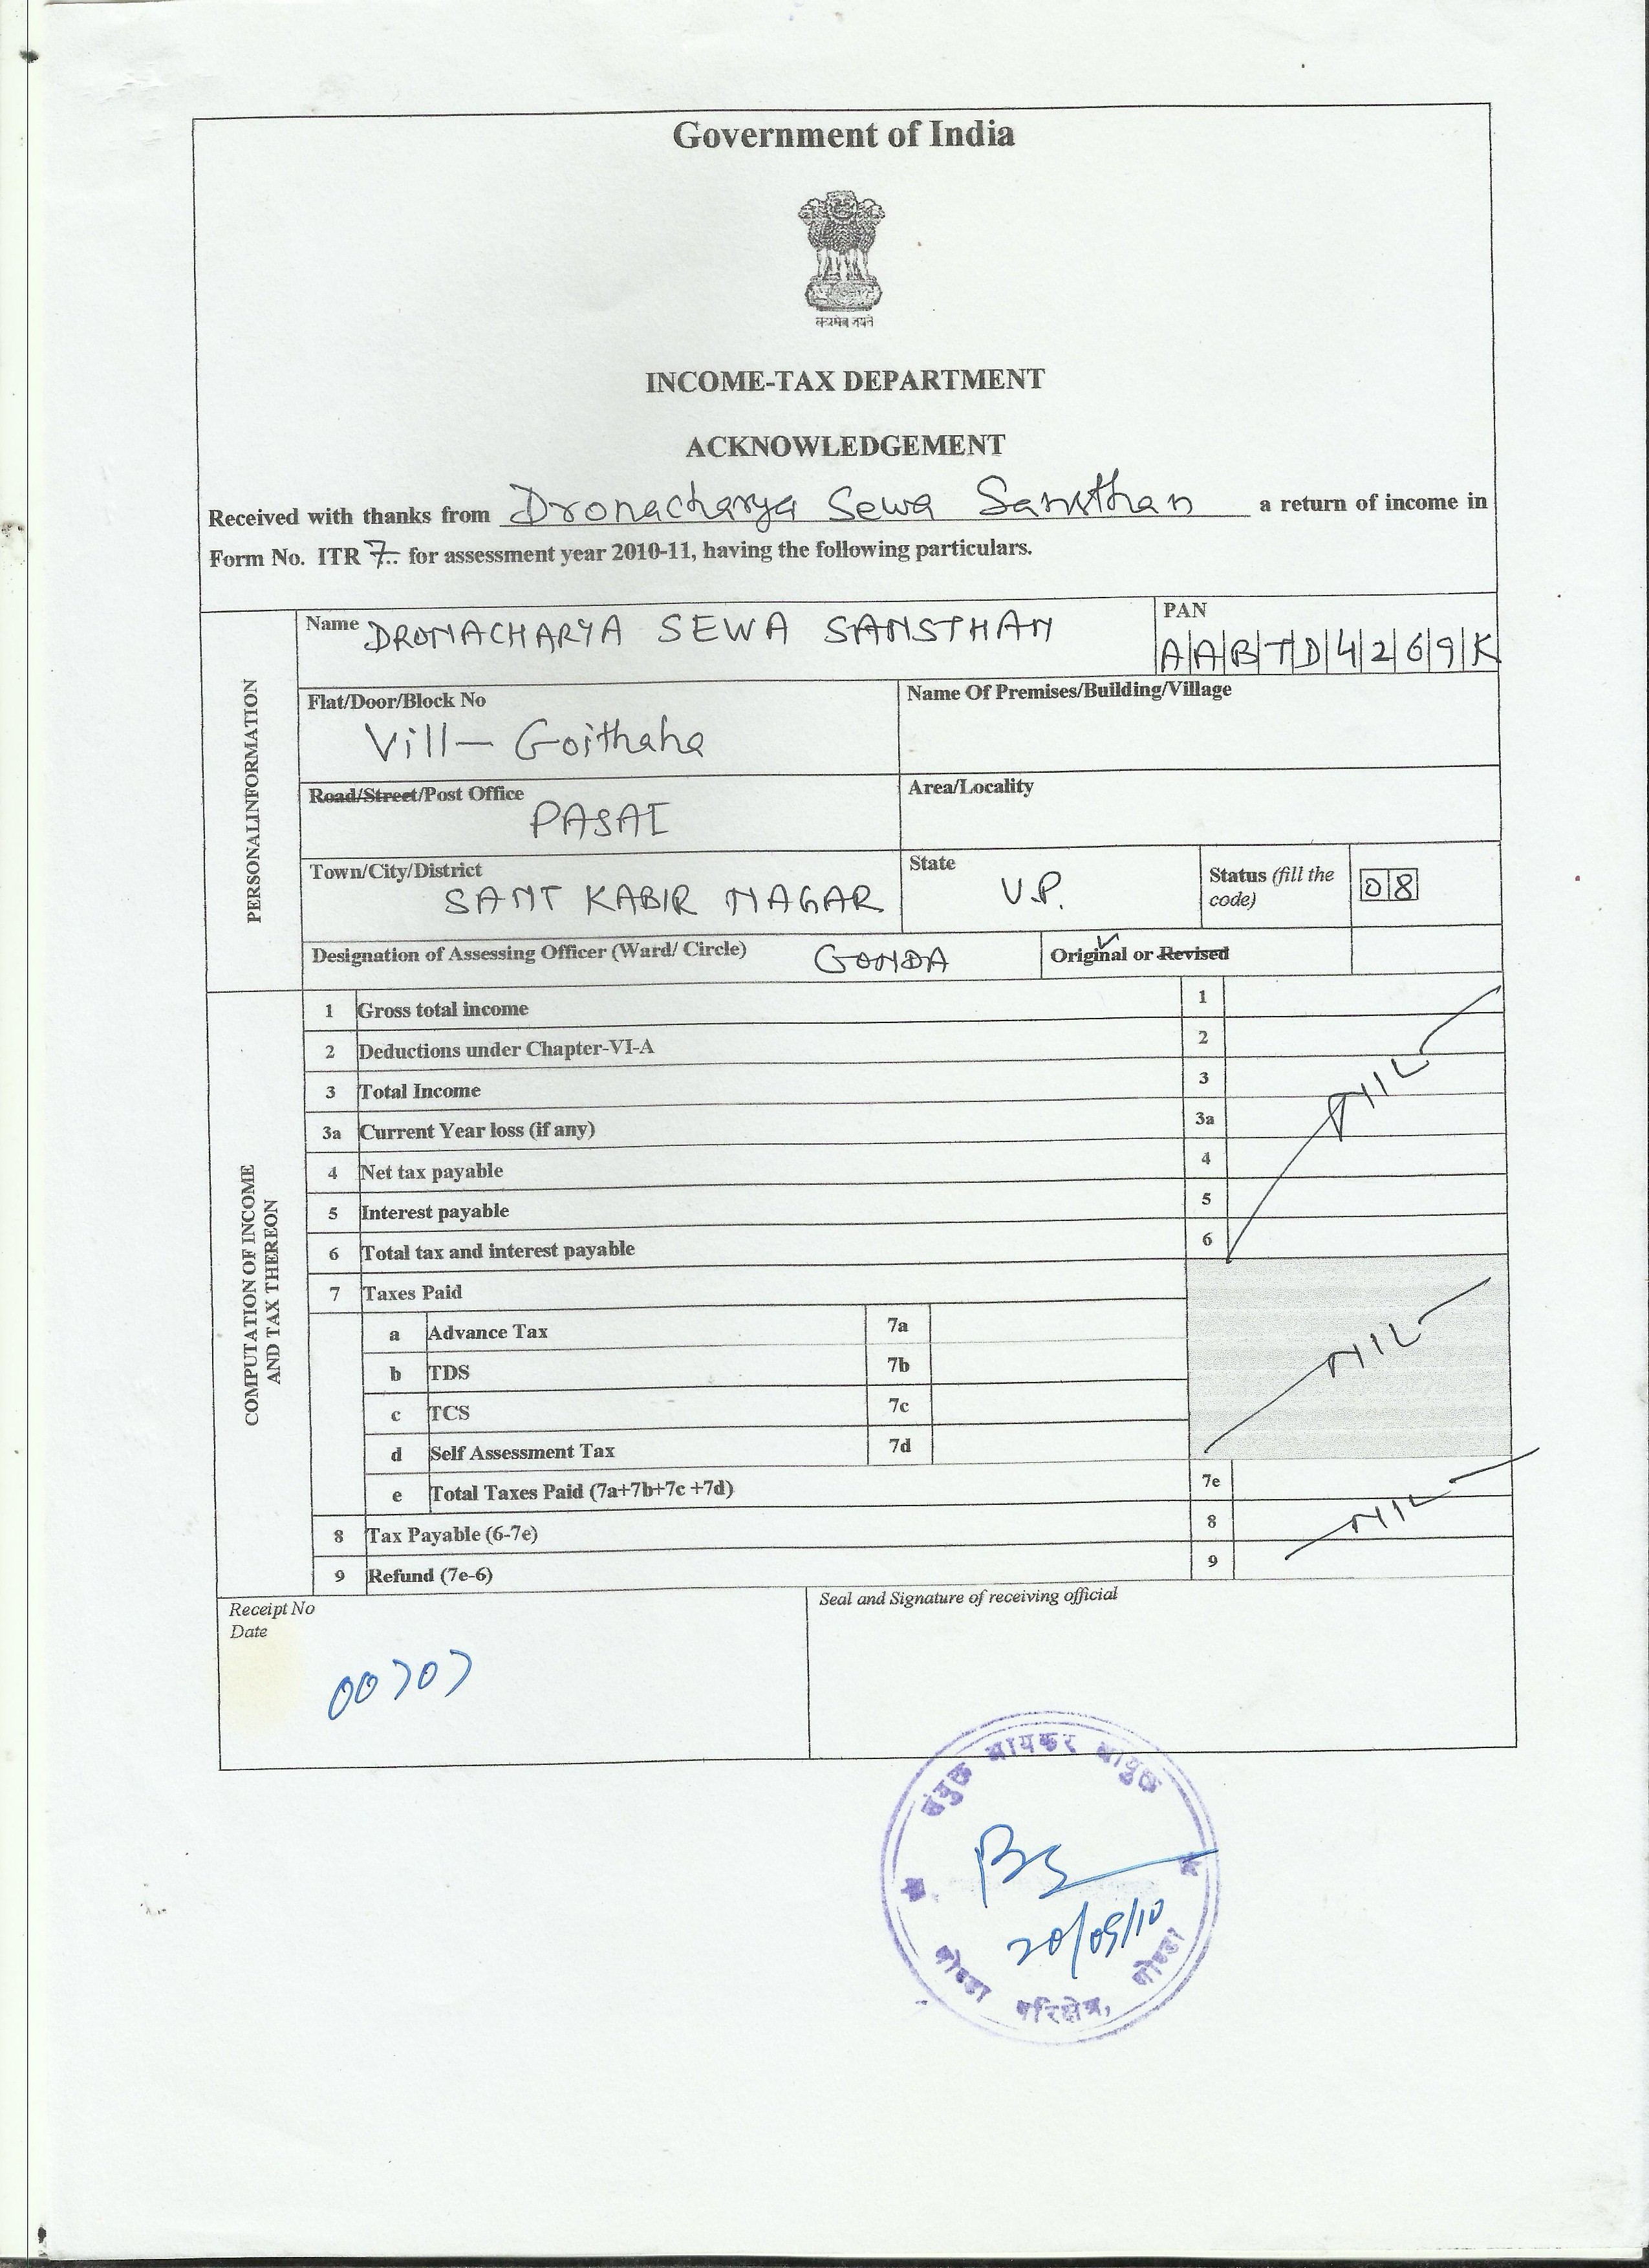 Government of India
सत्यमेव जयते
INCOME-TAX DEPARTMENT
ACKNOWLEDGEMENT
Received with thanks from Dronacharya Sewa Sansthan a return of income in
Form No. ITR 7.. for assessment year 2010-11, having the following particulars.
PERSONALINFORMATION
Name DRONACHARYA SEWA SANSTHAN
PAN
A A B T D 4 2 6 9 K
Flat/Door/Block No
Vill- Goithaha
Name Of Premises/Building/Village
Road/Street/Post Office
PASAI
Area/Locality
Town/City/District
SANT KABIR NAGAR
State
U.P.
Status (fill the code)
08
Designation of Assessing Officer (Ward/ Circle) GONDA
Original or Revised
COMPUTATION OF INCOME
AND TAX THEREON
1 Gross total income 1
2 Deductions under Chapter-VI-A 2
3 Total Income 3
3a Current Year loss (if any) 3a
NIL
4 Net tax payable 4
5 Interest payable 5
6 Total tax and interest payable 6
7 Taxes Paid
a Advance Tax 7a
b TDS 7b
NIL
c TCS 7c
d Self Assessment Tax 7d
e Total Taxes Paid (7a+7b+7c +7d) 7e
8 Tax Payable (6-7e) 8
NIL
9 Refund (7e-6) 9
Receipt No
Date
00707
Seal and Signature of receiving official
संयुक्त आयकर आयुक्त
20/09/10
गोण्डा परिक्षेत्र, गोण्डा